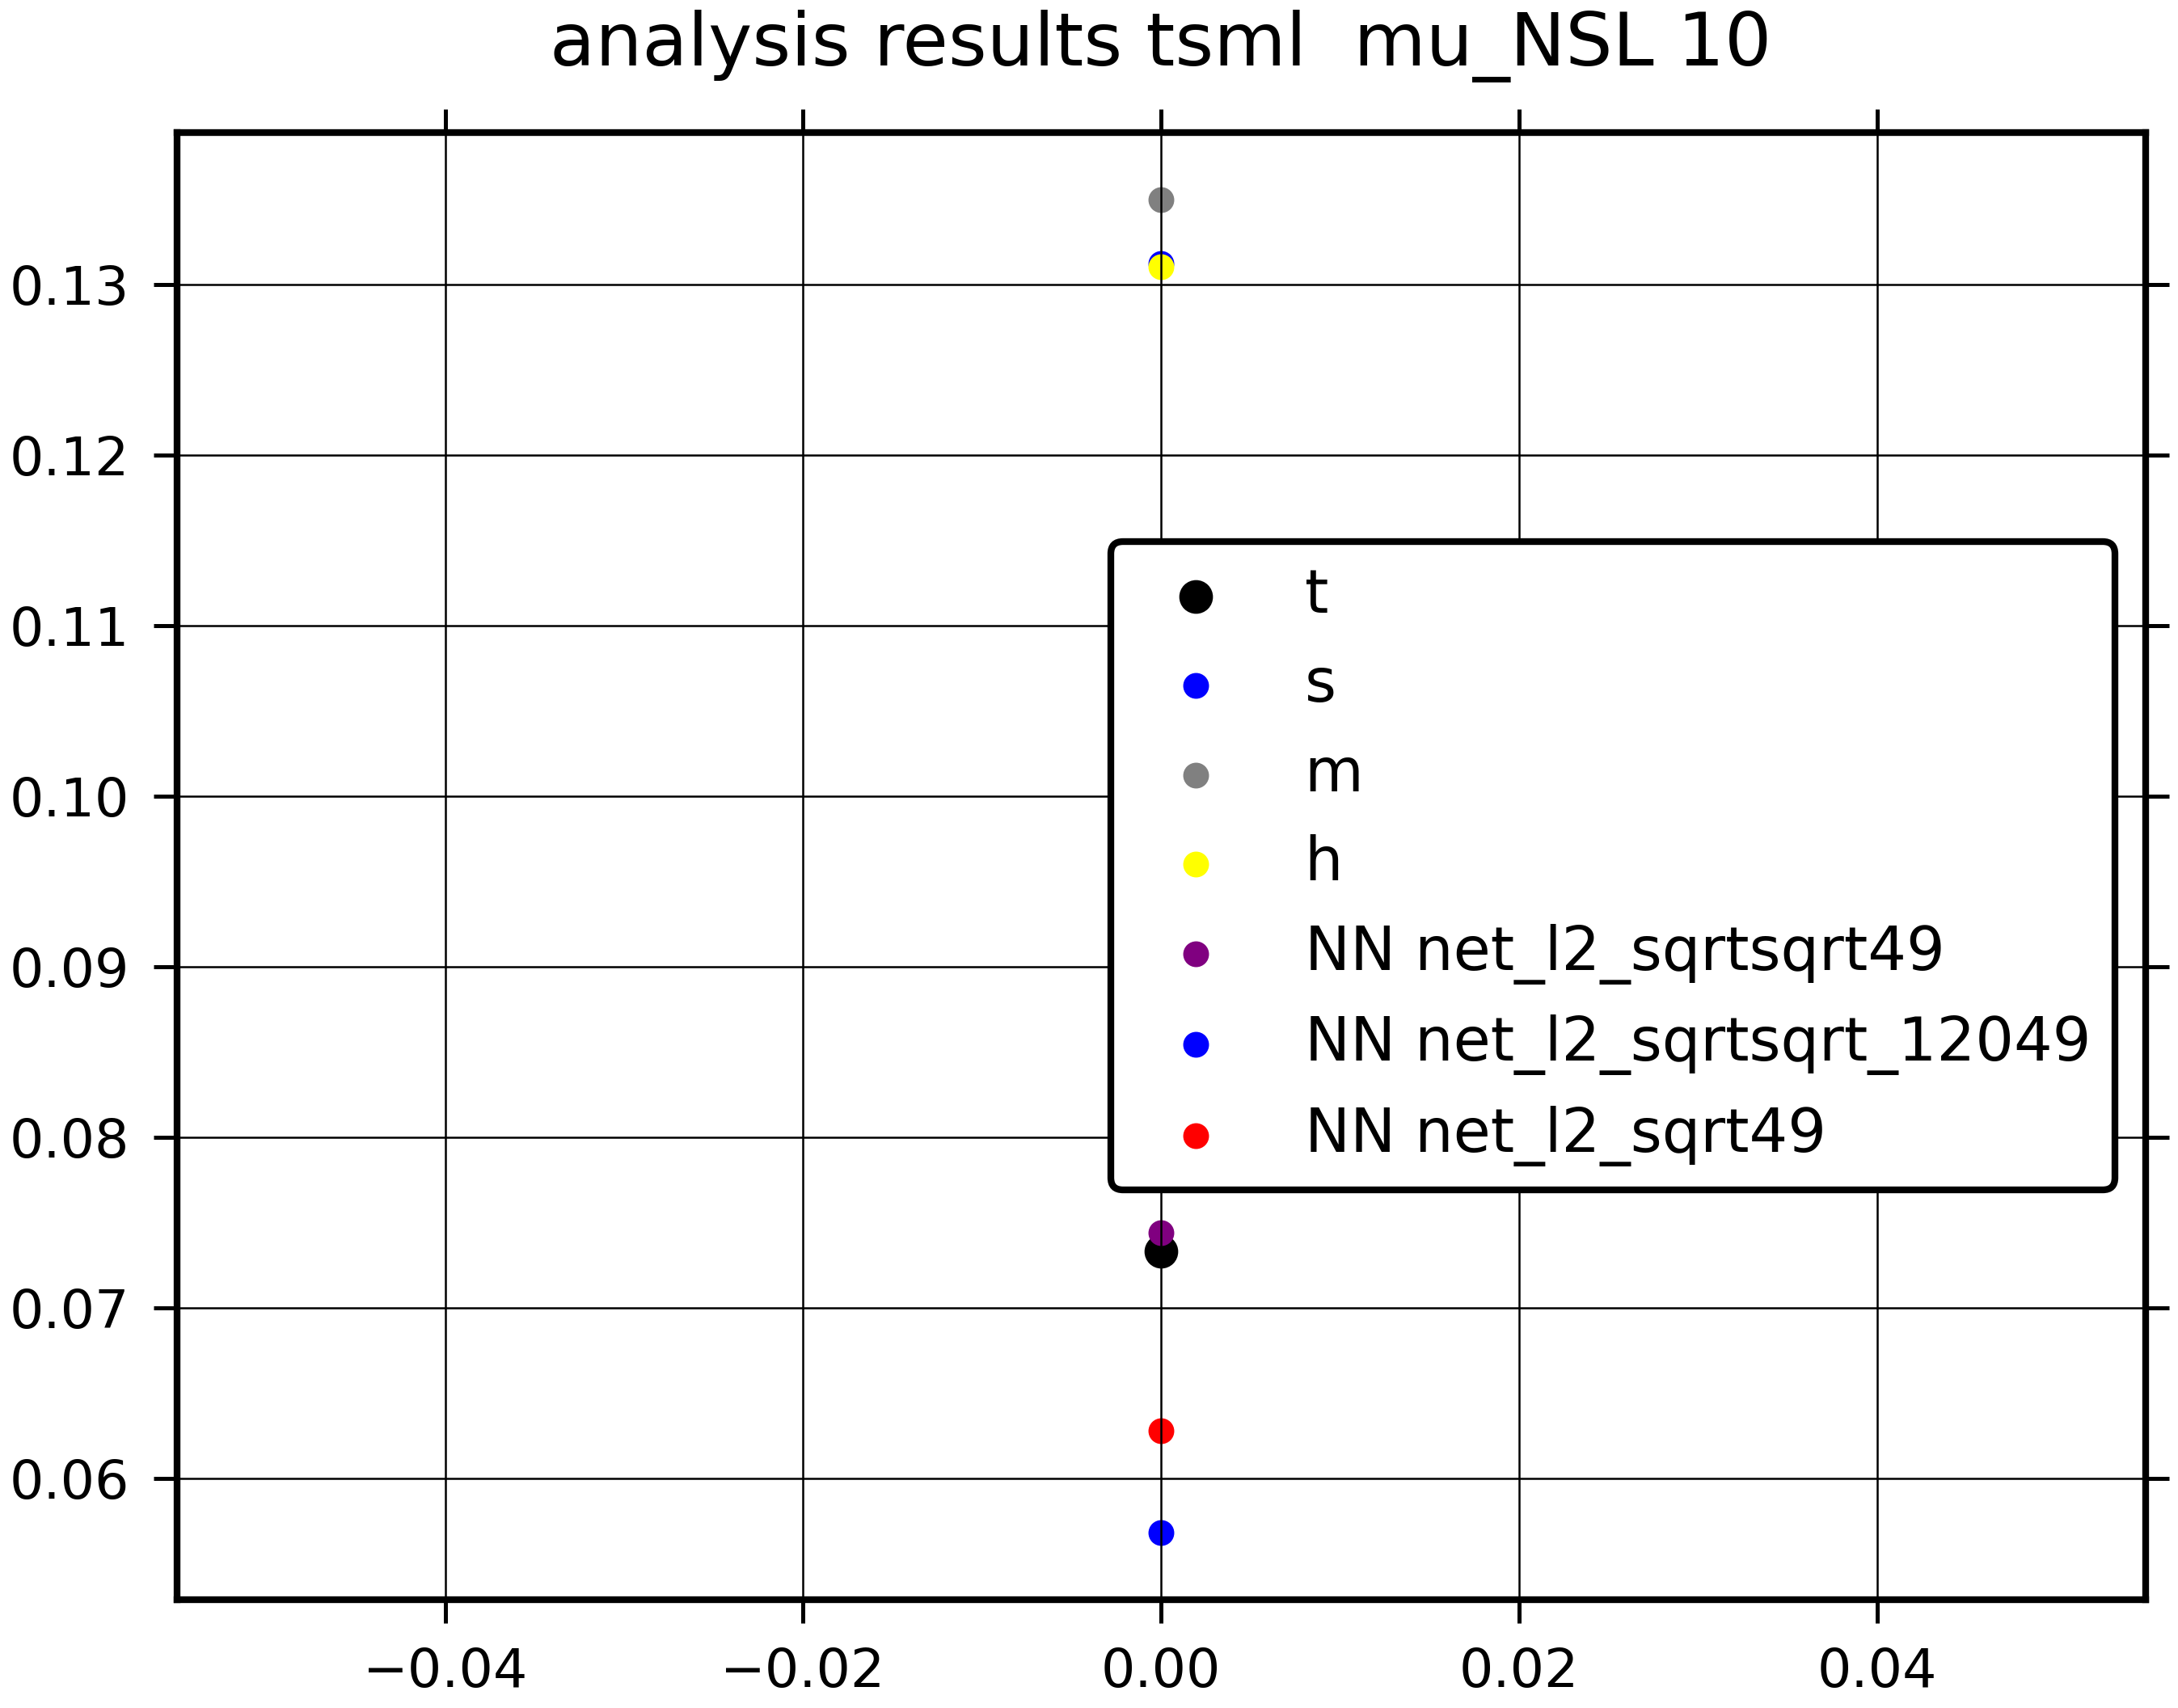 analysis results tsml  mu_NSL 10
0.13
0.12
0.11
0.10
0.09
0.08
0.07
0.06
t
s
m
h
NN net_l2_sqrtsqrt49
NN net_l2_sqrtsqrt_12049
NN net_l2_sqrt49
−0.04 −0.02 0.00 0.02 0.04